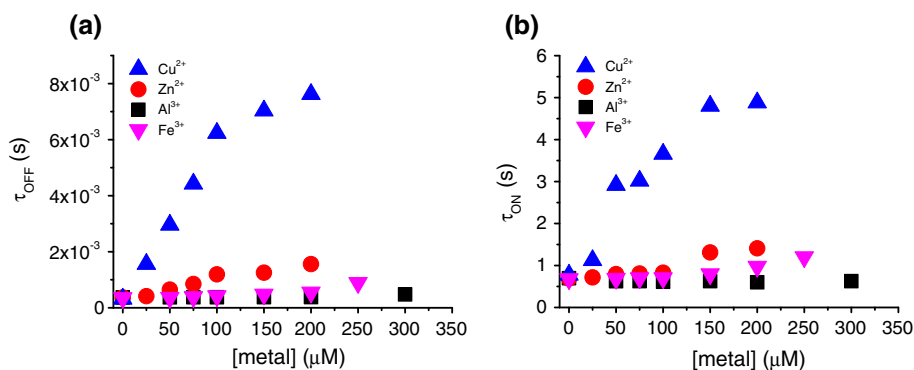 (a)
Cu²⁺
Zn²⁺
Al³⁺
Fe³⁺
8x10⁻³
6x10⁻³
4x10⁻³
2x10⁻³
0
τOFF (s)
0 50 100 150 200 250 300
[metal] (μM)
(b)
Cu²⁺
Zn²⁺
Al³⁺
Fe³⁺
6
5
4
3
2
1
0
τON (s)
0 50 100 150 200 250 300 350
[metal] (μM)